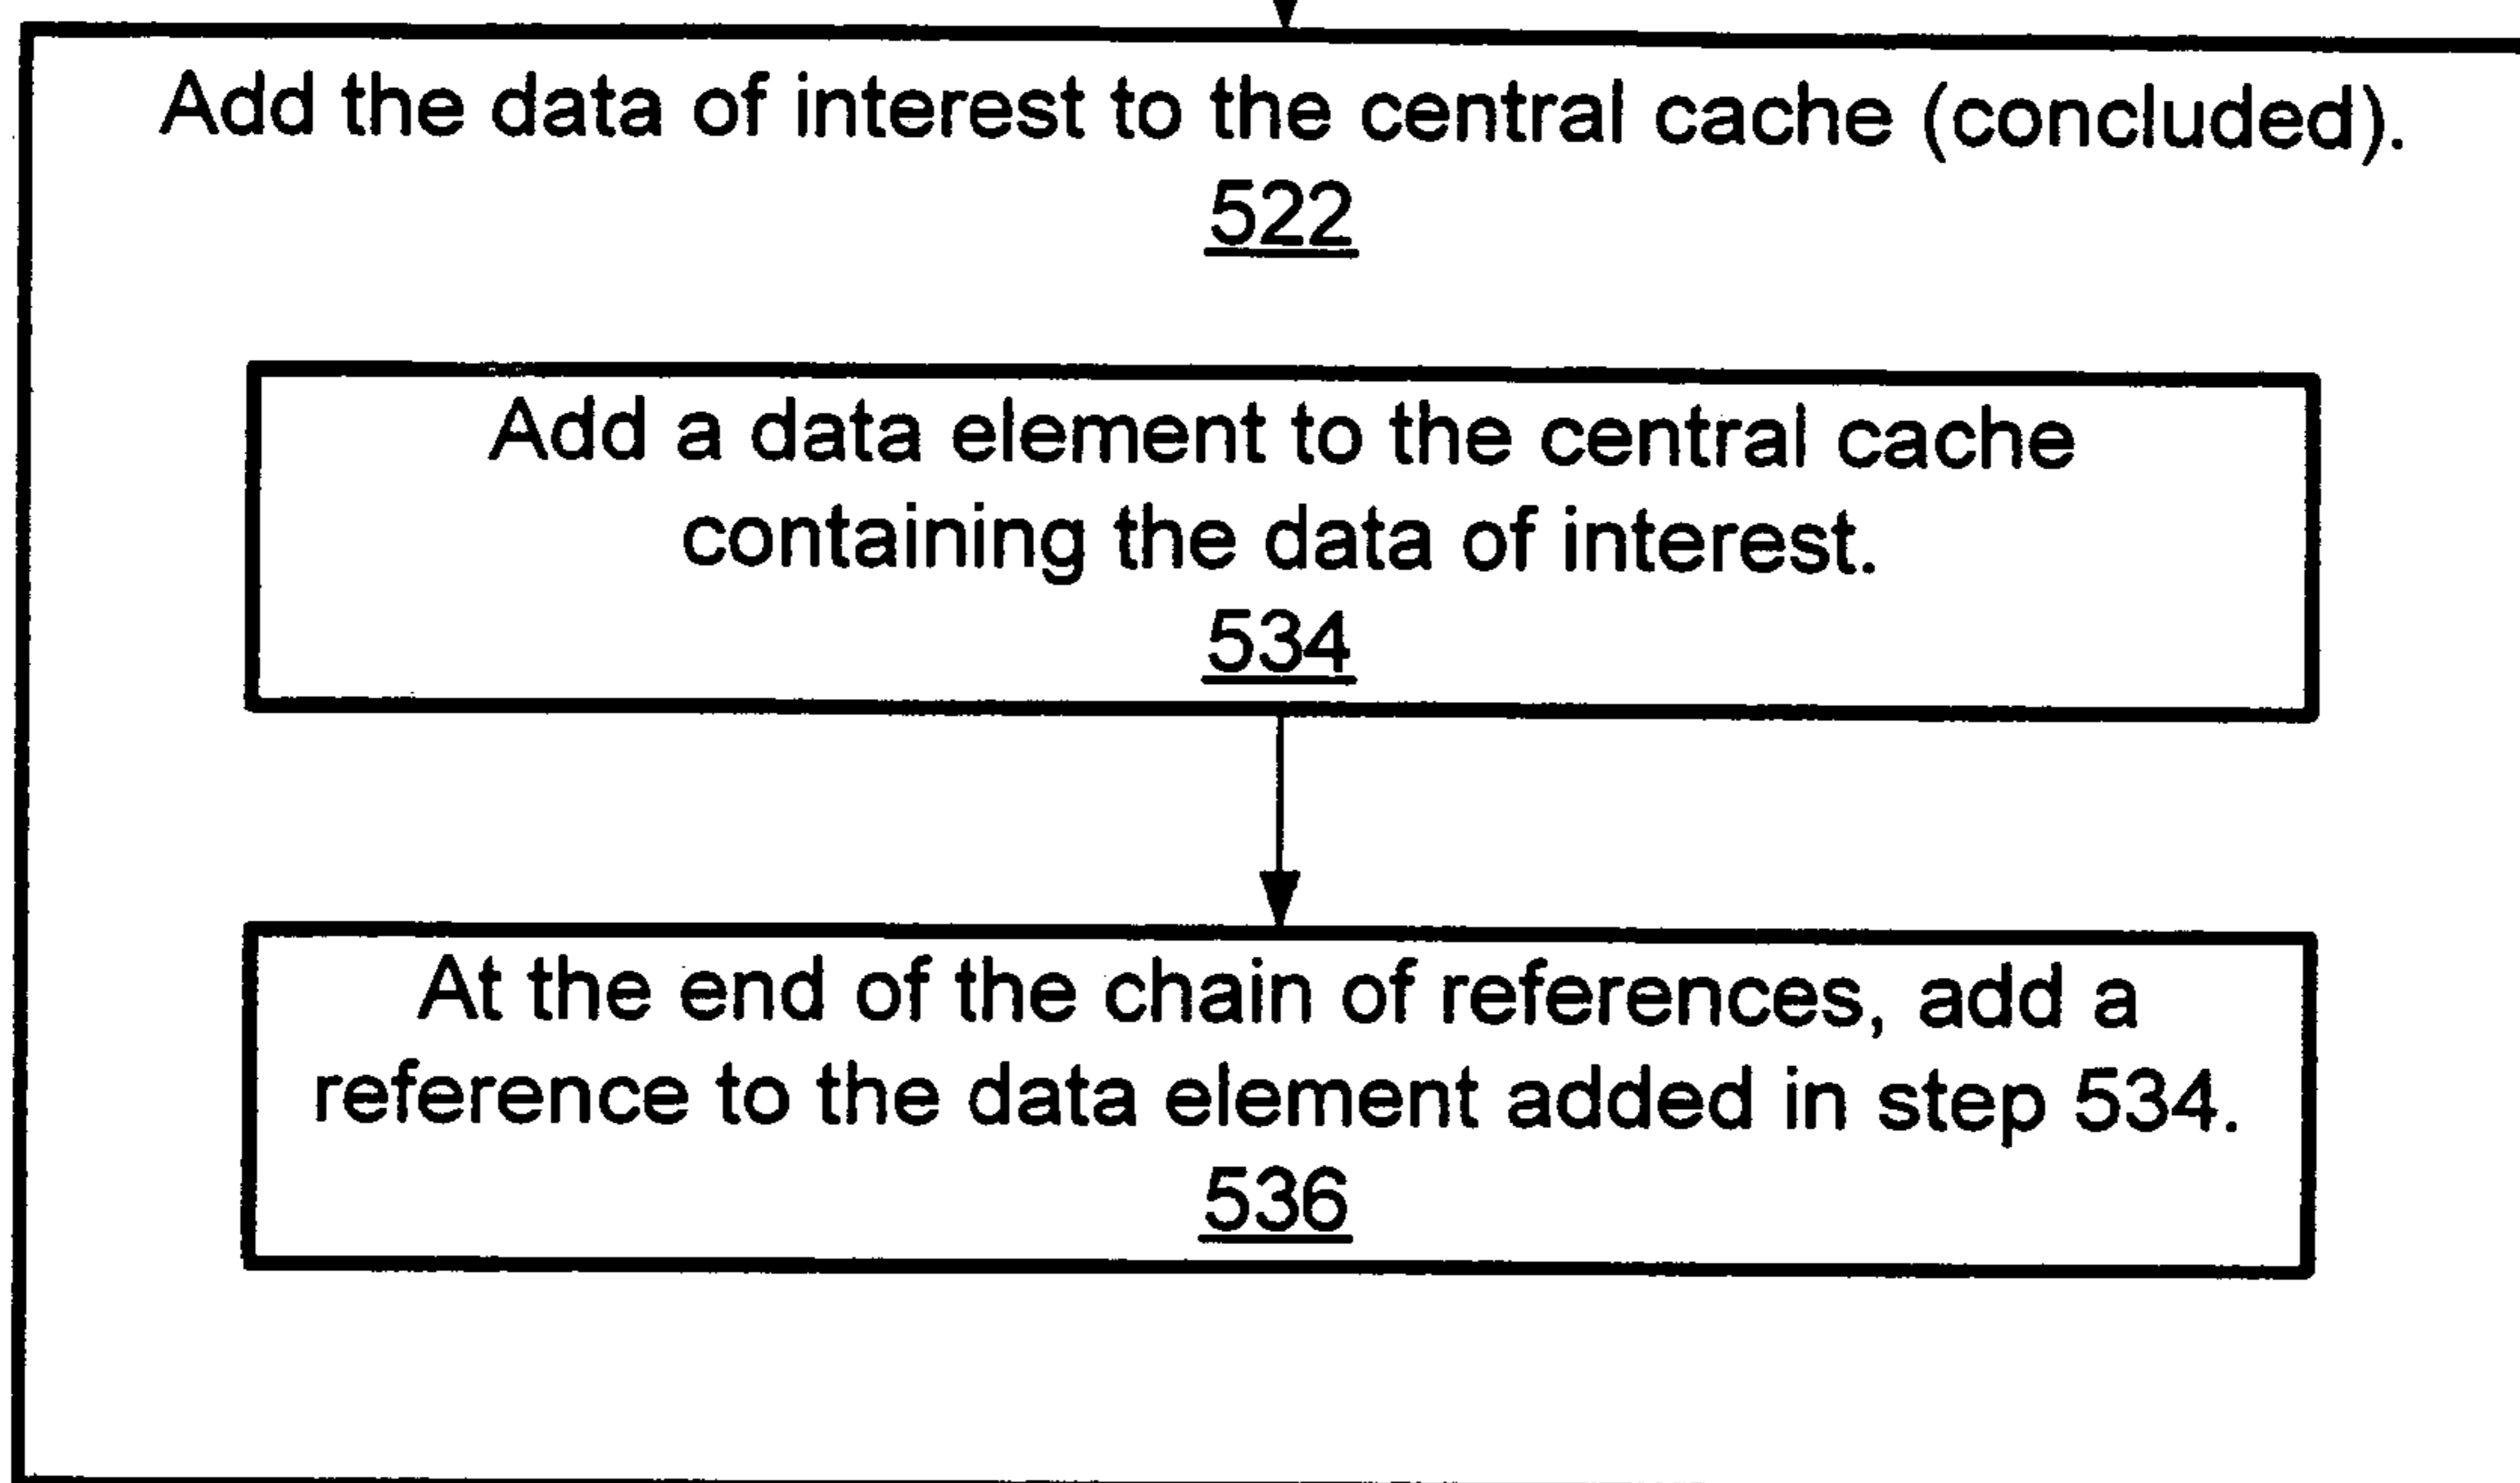 Add the data of interest to the central cache (concluded).
522
Add a data element to the central cache
containing the data of interest.
534
At the end of the chain of references, add a
reference to the data element added in step 534.
536